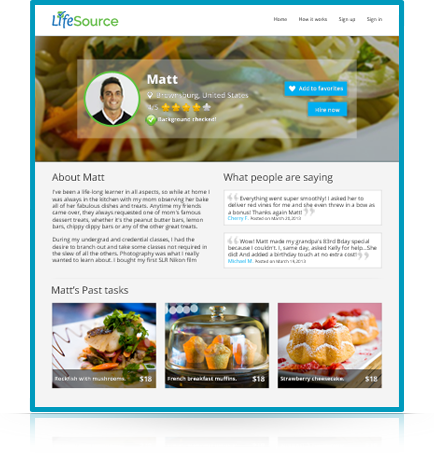 LifeSource
Home How it works Sign up Sign in
Matt
Brownsburg, United States
Add to favorites
4/5
Hire now
Background checked!
About Matt
I've been a life-long learner in all aspects, so while at home I
was always in the kitchen with my mom observing her bake
all of her fabulous dishes and treats. Anytime my friends
came over, they always requested one of mom's famous
dessert treats, whether it's the peanut butter bars, lemon
bars, chippy dippy bars or any of the other great treats.
During my undergrad and credential classes, I had the
desire to branch out and take some classes not required in
the slew of all the others. Photography was what I really
wanted to learn about. I bought my first SLR Nikon film
What people are saying
Everything went super smoothly! I asked her to
deliver red vines for me and she even threw in a box as
a bonus! Thanks again Matt!
Cherry F. Posted on March 20,2013
Wow! Matt made my grandpa's 83rd Bday special
because I couldn't. I, same day, asked Kelly for help...She
did! And added a birthday touch at no extra cost!
Michael M. Posted on March 18,2013
Matt's Past tasks
Rockfish with mushrooms. $18
French breakfast muffins. $18
Strawberry cheesecake. $18